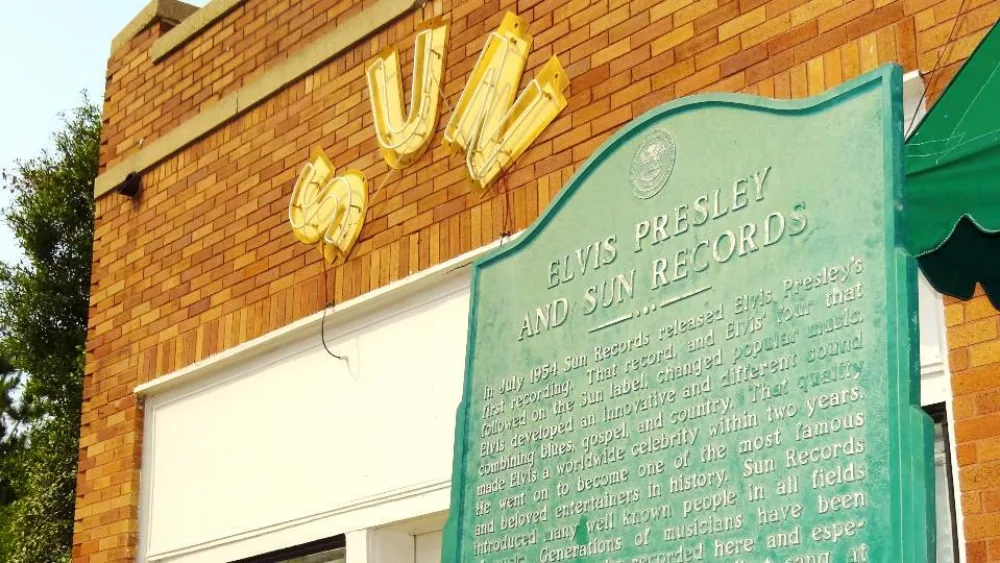 SUN
ELVIS PRESLEY
AND SUN RECORDS
In July 1954 Sun Records released Elvis Presley's
first recording. That record, and Elvis' four that
followed on the Sun label, changed popular music.
Elvis developed an innovative and different sound
combining blues, gospel, and country. That quality
made Elvis a worldwide celebrity within two years.
He went on to become one of the most famous
and beloved entertainers in history. Sun Records
introduced many well known people in all fields
Generations of musicians have been
recorded here and espe-
sang at